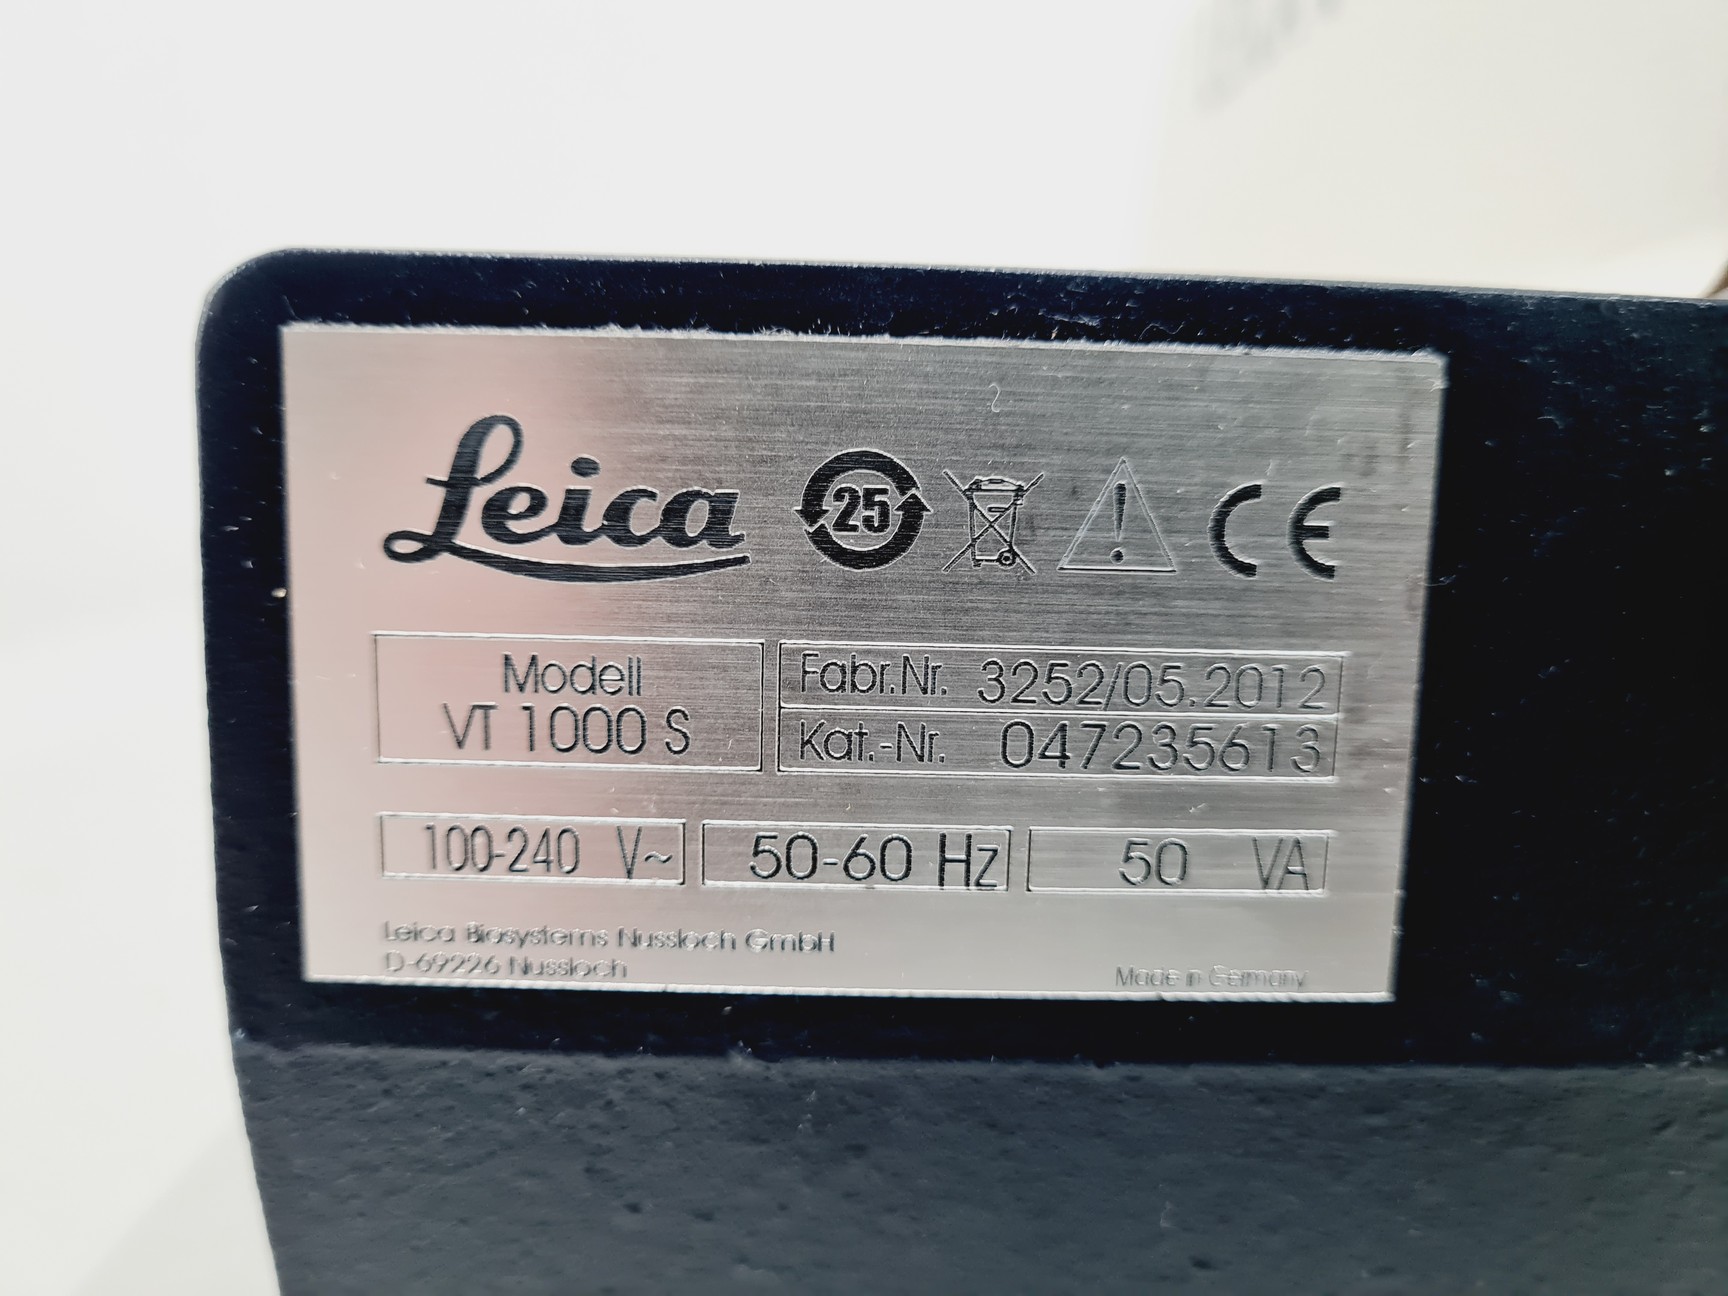 Leica 25 CE
Modell
VT 1000 S
Fabr.Nr. 3252/05.2012
Kat.-Nr. 047235613
100-240 V~ 50-60 Hz 50 VA
Leica Biosystems Nussloch GmbH
D-69226 Nussloch
Made in Germany